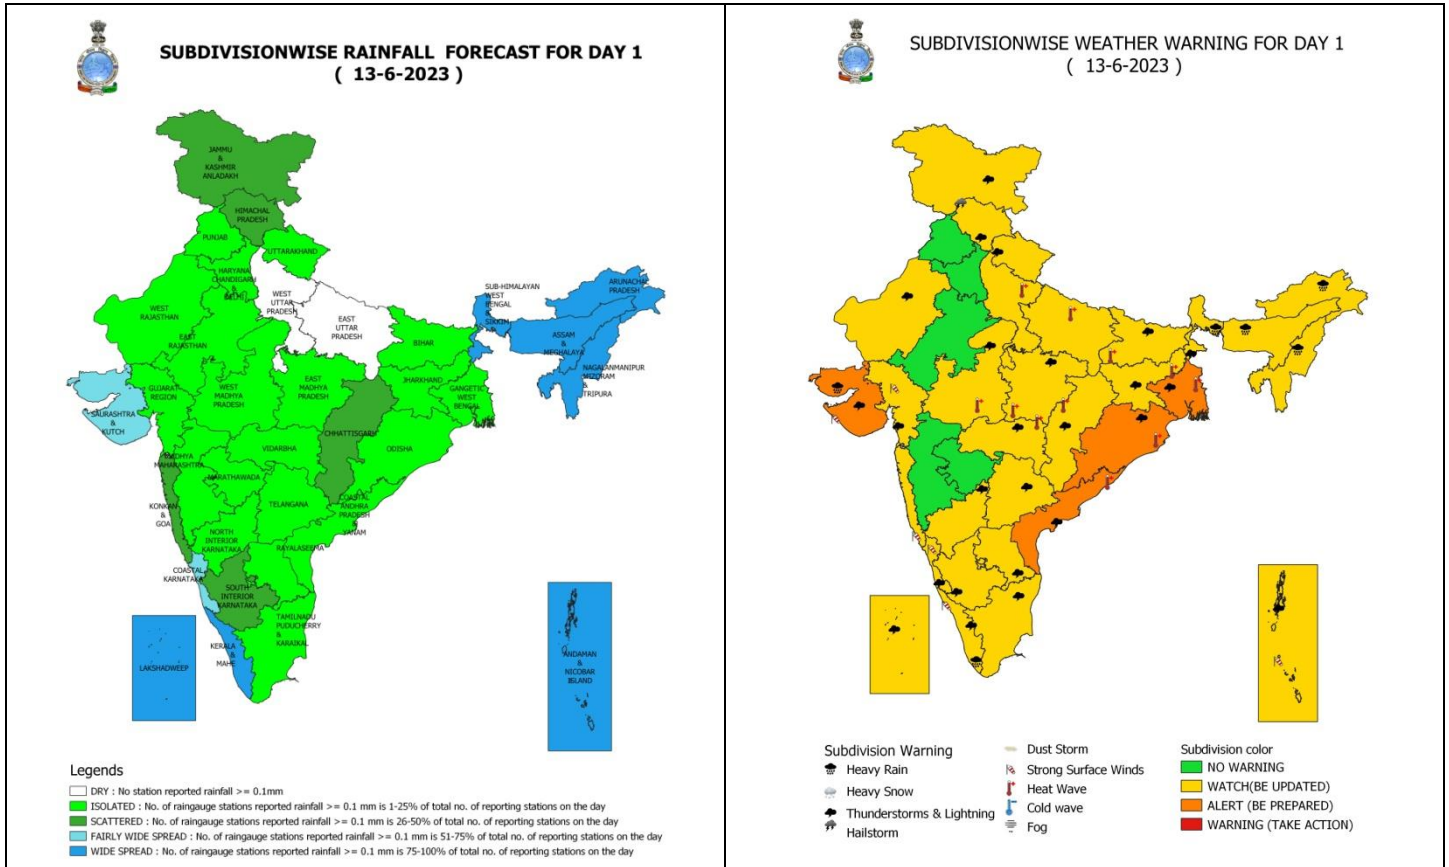 SUBDIVISIONWISE RAINFALL FORECAST FOR DAY 1
( 13-6-2023 )
JAMMU
&
KASHMIR
ANLADAKH
HIMACHAL
PRADESH
PUNJAB
UTTARAKHAND
HARYANA
CHANDIGARH
&
DELHI
WEST
UTTAR
PRADESH
EAST
UTTAR
PRADESH
SUB-HIMALAYAN
WEST
BENGAL
&
SIKKIM
ARUNACHAL
PRADESH
ASSAM
&
MEGHALAYA
NAGALANMANIPUR
MIZORAM
&
TRIPURA
WEST
RAJASTHAN
EAST
RAJASTHAN
BIHAR
JHARKHAND
GANGETIC
WEST
BENGAL
GUJARAT
REGION
WEST
MADHYA
PRADESH
EAST
MADHYA
PRADESH
SAURASHTRA
&
KUTCH
CHHATTISGARH
ODISHA
VIDARBHA
MADHYA
MAHARASHTRA
MARATHAWADA
KONKAN
&
GOA
TELANGANA
COASTAL
ANDHRA
PRADESH
&
YANAM
NORTH
INTERIOR
KARNATAKA
RAYALASEEMA
COASTAL
KARNATAKA
SOUTH
INTERIOR
KARNATAKA
TAMILNADU
PUDUCHERRY
&
KARAIKAL
KERALA
&
MAHE
LAKSHADWEEP
ANDAMAN
&
NICOBAR
ISLAND
Legends
DRY : No station reported rainfall >= 0.1mm
ISOLATED : No. of raingauge stations reported rainfall >= 0.1 mm is 1-25% of total no. of reporting stations on the day
SCATTERED : No. of raingauge stations reported rainfall >= 0.1 mm is 26-50% of total no. of reporting stations on the day
FAIRLY WIDE SPREAD : No. of raingauge stations reported rainfall >= 0.1 mm is 51-75% of total no. of reporting stations on the day
WIDE SPREAD : No. of raingauge stations reported rainfall >= 0.1 mm is 75-100% of total no. of reporting stations on the day
SUBDIVISIONWISE WEATHER WARNING FOR DAY 1
( 13-6-2023 )
Subdivision Warning
Heavy Rain
Heavy Snow
Thunderstorms & Lightning
Hailstorm
Dust Storm
Strong Surface Winds
Heat Wave
Cold wave
Fog
Subdivision color
NO WARNING
WATCH(BE UPDATED)
ALERT (BE PREPARED)
WARNING (TAKE ACTION)